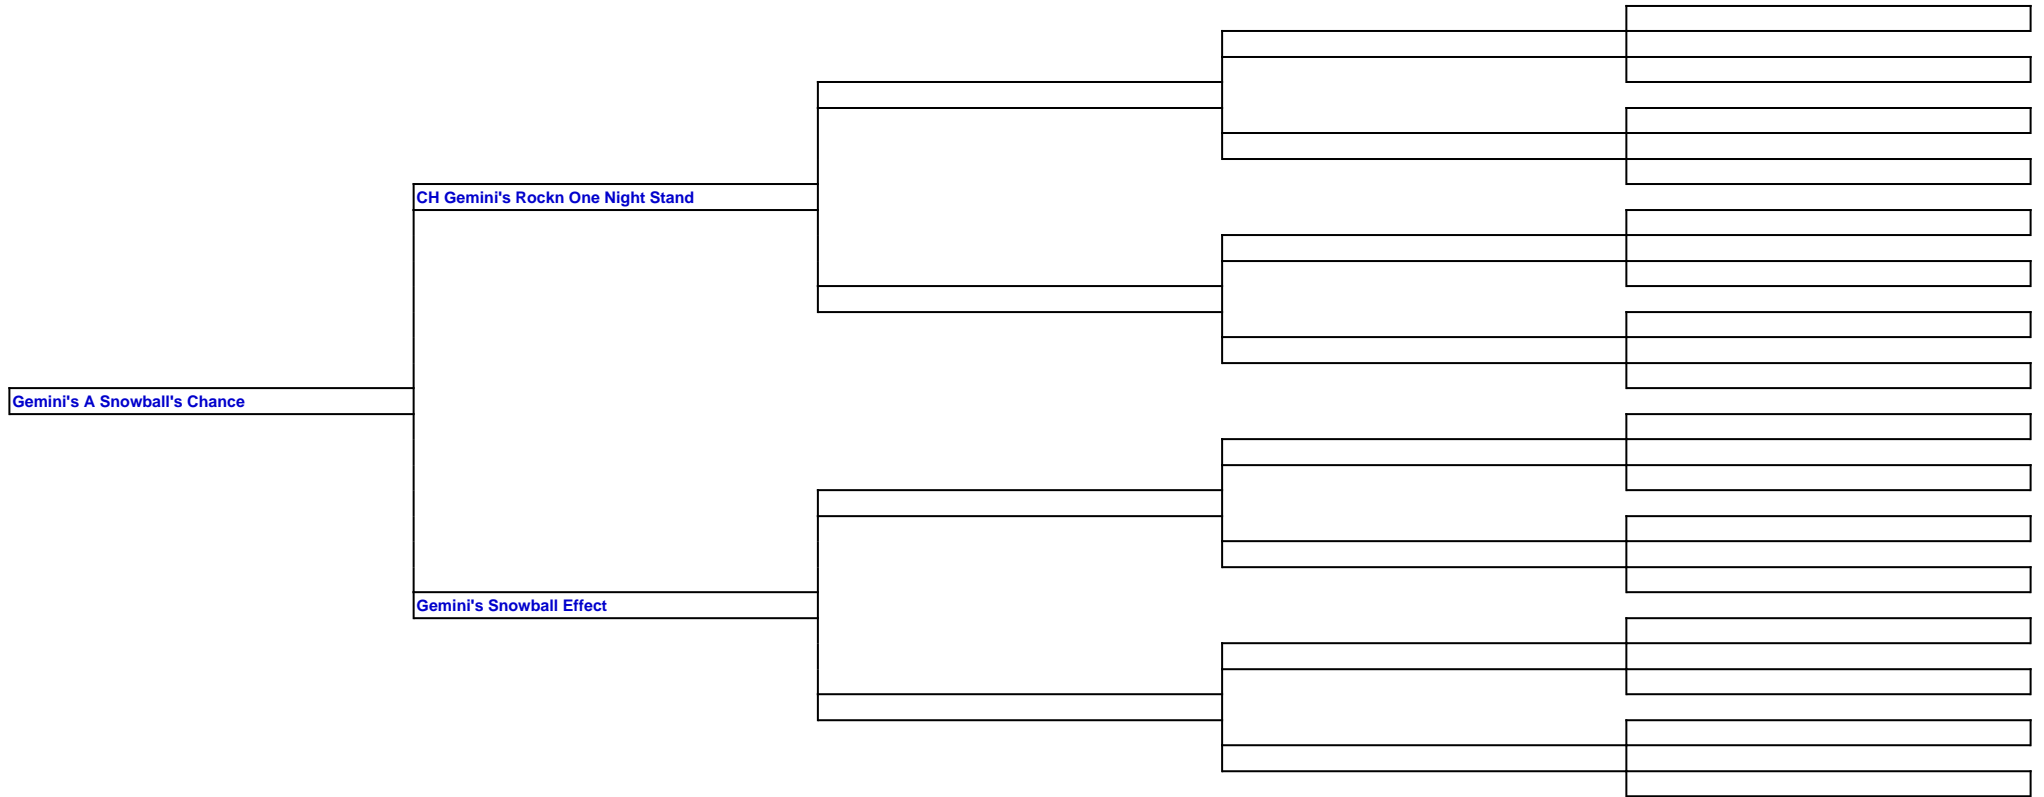 CH Gemini's Rockn One Night Stand
Gemini's A Snowball's Chance
Gemini's Snowball Effect